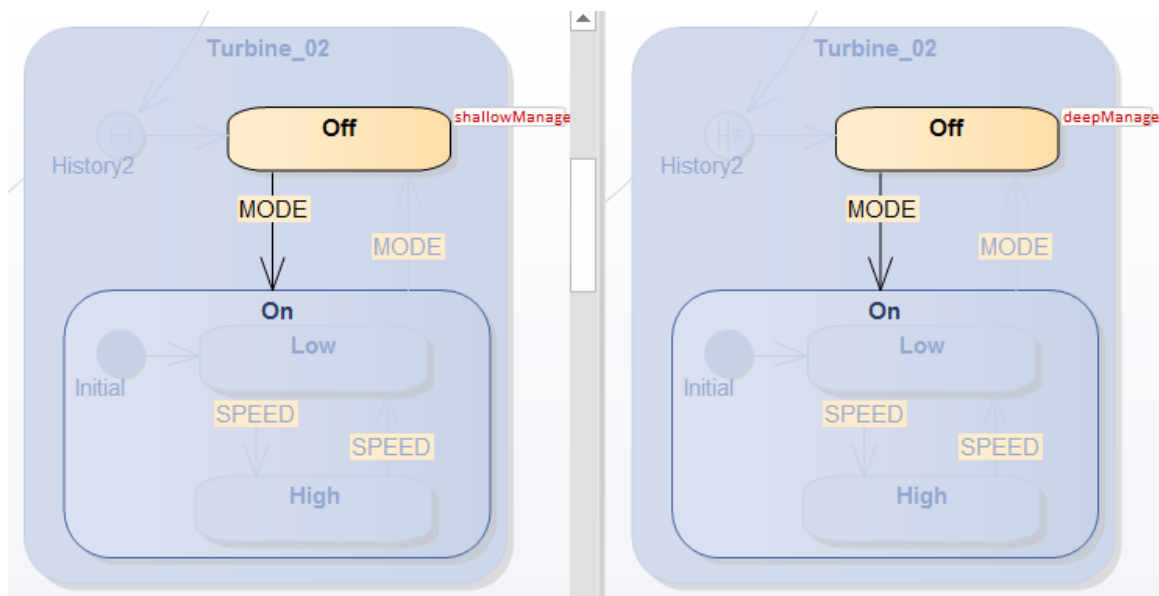 Turbine_02
Off
shallowManage
H
History2
MODE
MODE
On
Low
Initial
SPEED
SPEED
High
Turbine_02
Off
deepManage
H*
History2
MODE
MODE
On
Low
Initial
SPEED
SPEED
High